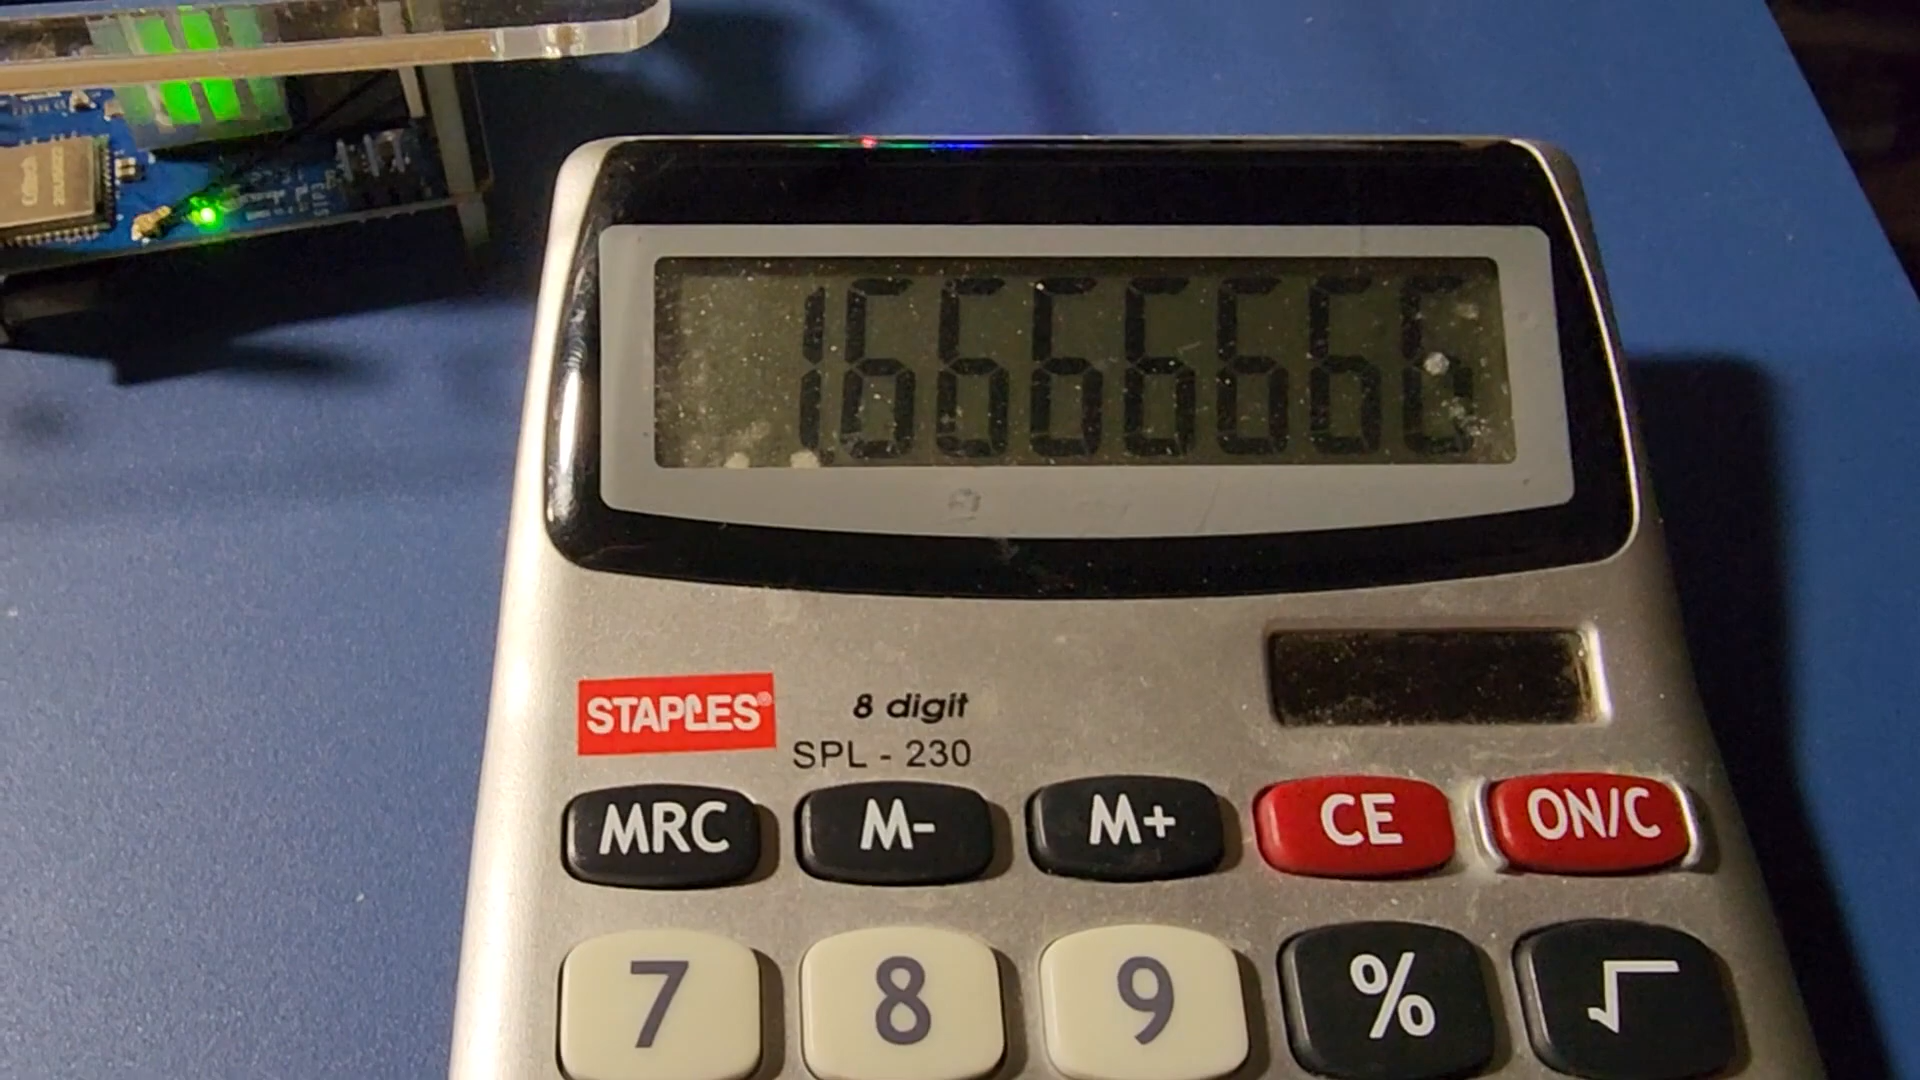 16666666
STAPLES®
8 digit
SPL - 230
MRC M- M+ CE ON/C
7 8 9 % √